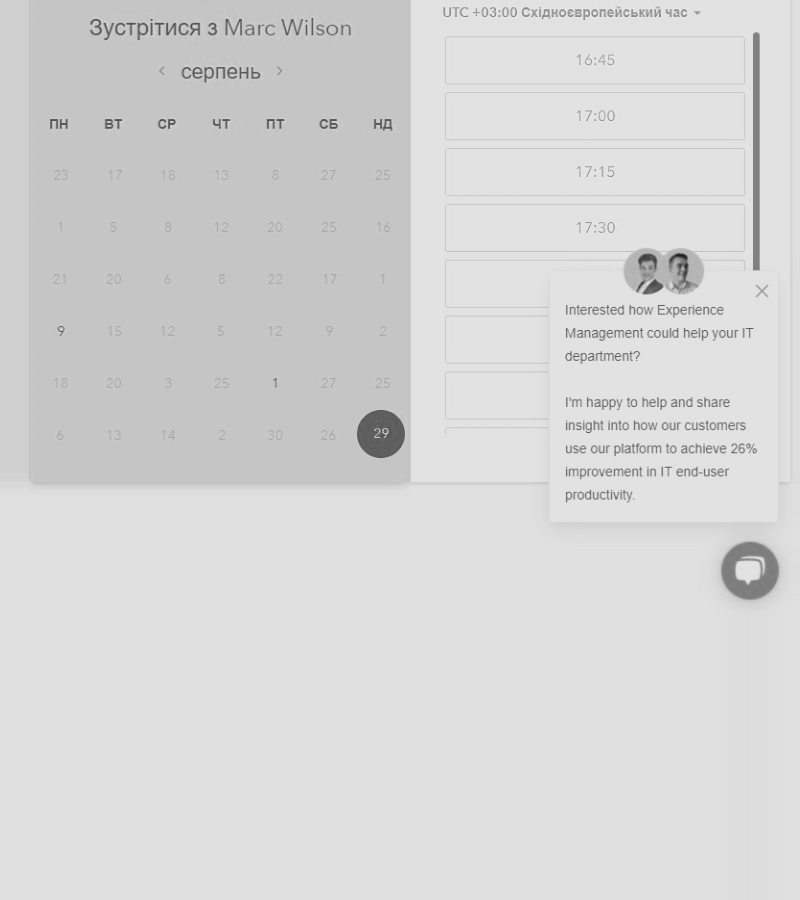 Зустрітися з Marc Wilson
серпень
ПН ВТ СР ЧТ ПТ СБ НД
23 17 18 13 8 27 25
1 5 8 12 20 25 16
21 20 6 8 22 17 1
9 15 12 5 12 9 2
18 20 3 25 1 27 25
6 13 14 2 30 26 29
UTC +03:00 Східноєвропейський час
16:45
17:00
17:15
17:30
Interested how Experience
Management could help your IT
department?
I'm happy to help and share
insight into how our customers
use our platform to achieve 26%
improvement in IT end-user
productivity.